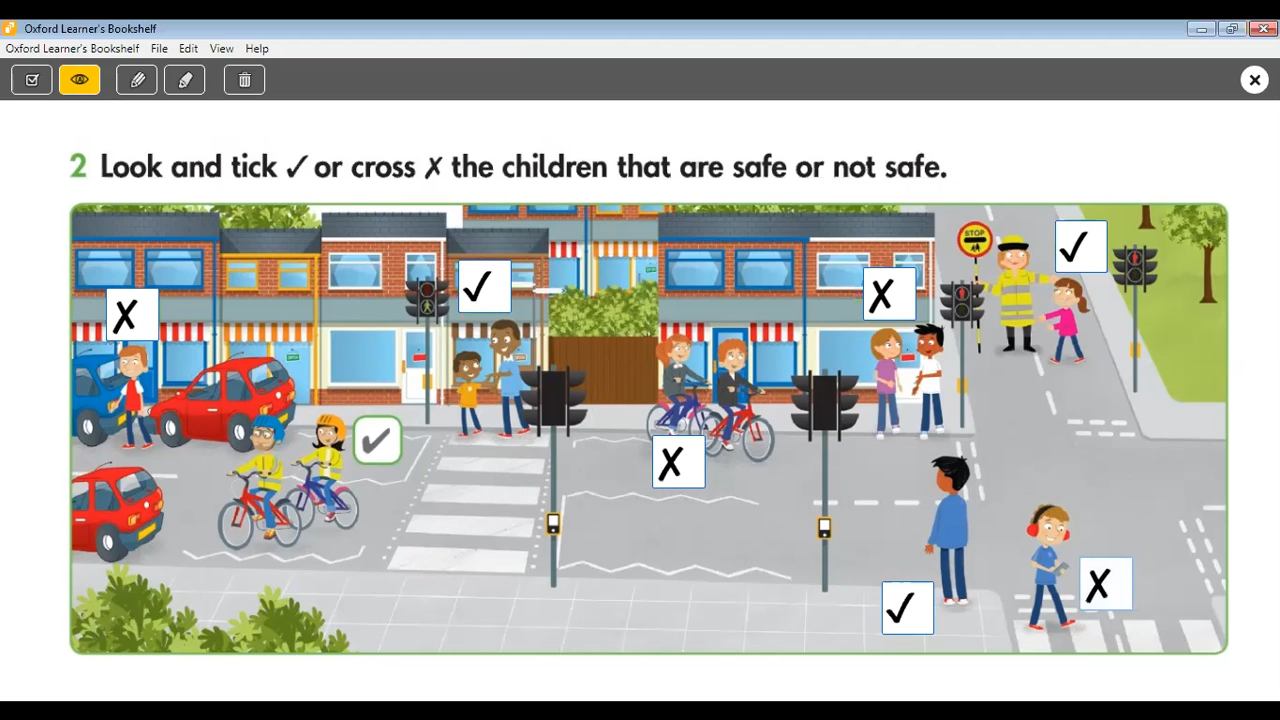 Oxford Learner's Bookshelf
Oxford Learner's Bookshelf File Edit View Help
2 Look and tick ✓ or cross ✗ the children that are safe or not safe.
STOP